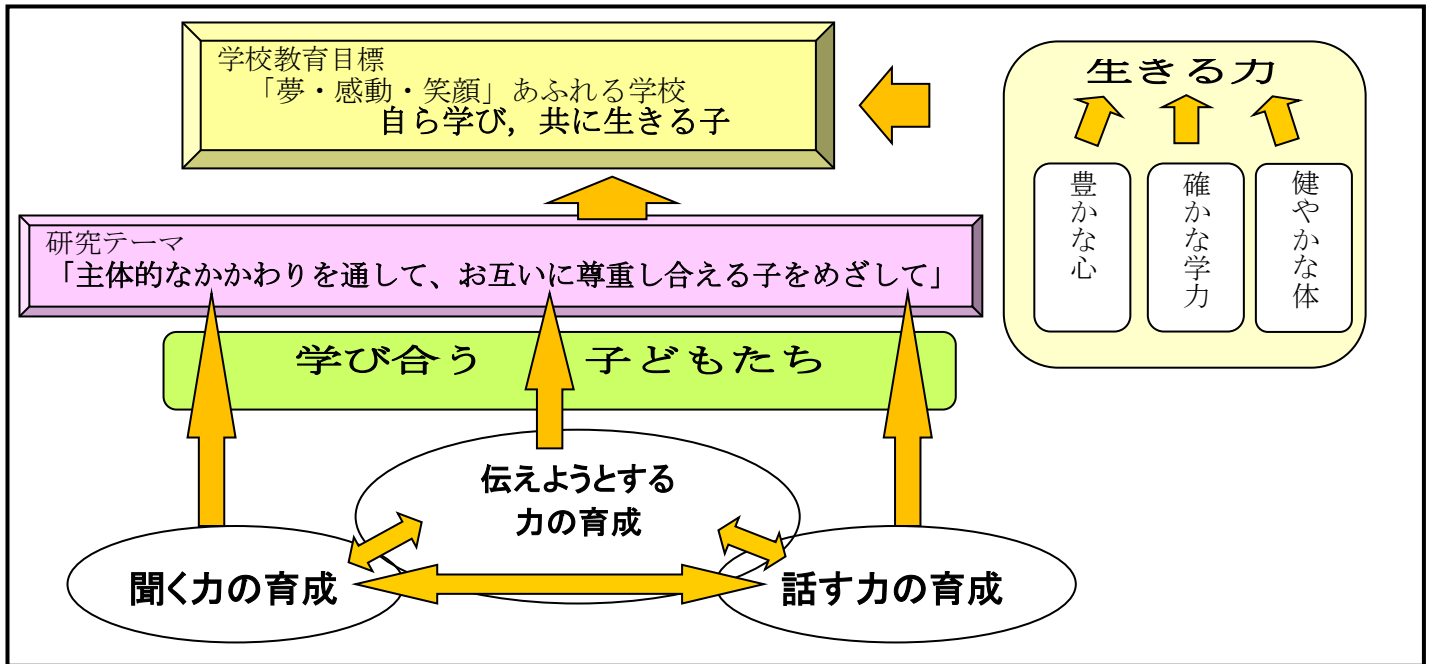 学校教育目標
「夢・感動・笑顔」あふれる学校
自ら学び，共に生きる子
生きる力
豊かな心
確かな学力
健やかな体
研究テーマ
「主体的なかかわりを通して、お互いに尊重し合える子をめざして」
学び合う　子どもたち
伝えようとする
力の育成
聞く力の育成
話す力の育成